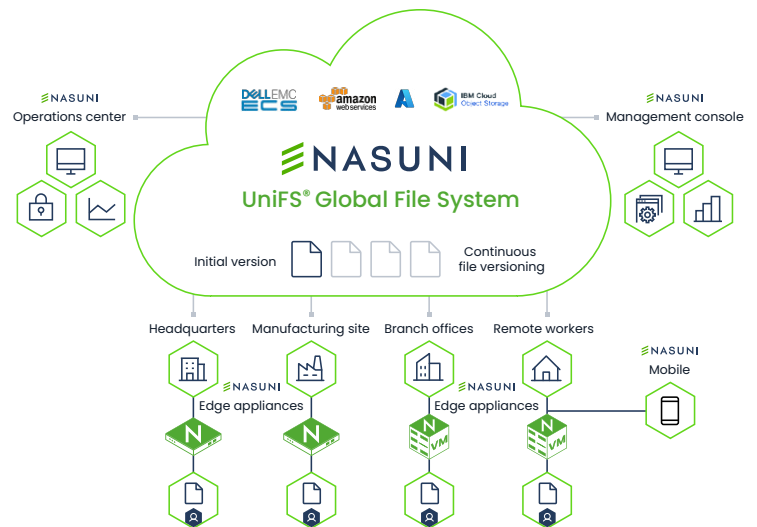 DELLEMC
ECS
amazon
webservices
IBM Cloud
Object Storage
NASUNI
Operations center
NASUNI
Management console
NASUNI
UniFS® Global File System
Initial version
Continuous
file versioning
Headquarters
Manufacturing site
Branch offices
Remote workers
NASUNI
Mobile
NASUNI
Edge appliances
NASUNI
Edge appliances
N
N
N
VM
N
VM